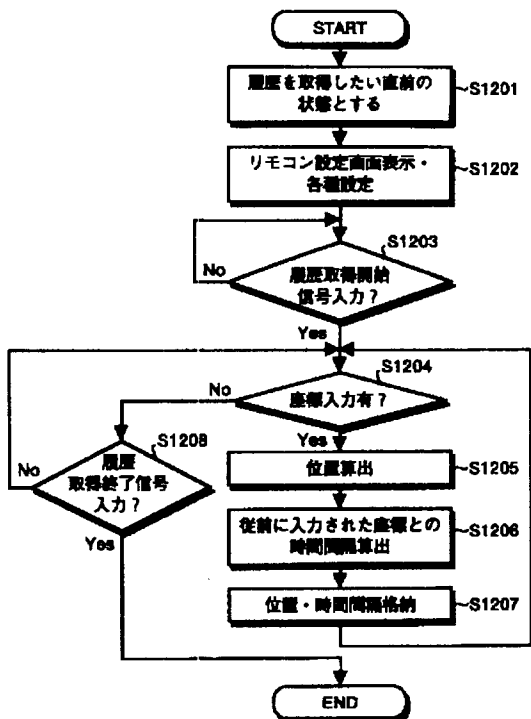 START
履歴を取得したい直前の
状態とする
S1201
リモコン設定画面表示・
各種設定
S1202
S1203
No
履歴取得開始
信号入力？
Yes
S1204
No
座標入力有？
Yes
S1208
履歴
取得終了信号
入力？
No
Yes
位置算出
S1205
従前に入力された座標との
時間間隔算出
S1206
位置・時間間隔格納
S1207
END